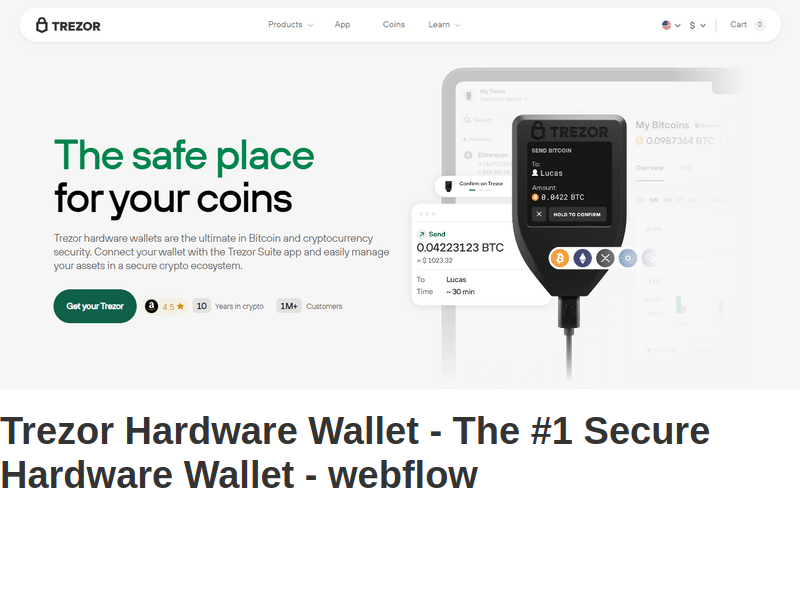 TREZOR
Products
App
Coins
Learn
$
Cart
0
The safe place
for your coins
Trezor hardware wallets are the ultimate in Bitcoin and cryptocurrency
security. Connect your wallet with the Trezor Suite app and easily manage
your assets in a secure crypto ecosystem.
Get your Trezor
a
4.5
10
Years in crypto
1M+
Customers
My Trezor
Search
Ethereum
Confirm on Trezor
Send
0.04223123 BTC
≈ $ 1023.32
To
Lucas
Time
~ 30 min
TREZOR
SEND BITCOIN
To:
Lucas
Amount:
0.0422 BTC
HOLD TO CONFIRM
My Bitcoins
0.0987364 BTC
Overview
Trezor Hardware Wallet - The #1 Secure
Hardware Wallet - webflow